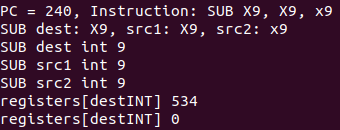 PC = 240, Instruction: SUB X9, X9, x9
SUB dest: X9, src1: X9, src2: x9
SUB dest int 9
SUB src1 int 9
SUB src2 int 9
registers[destINT] 534
registers[destINT] 0